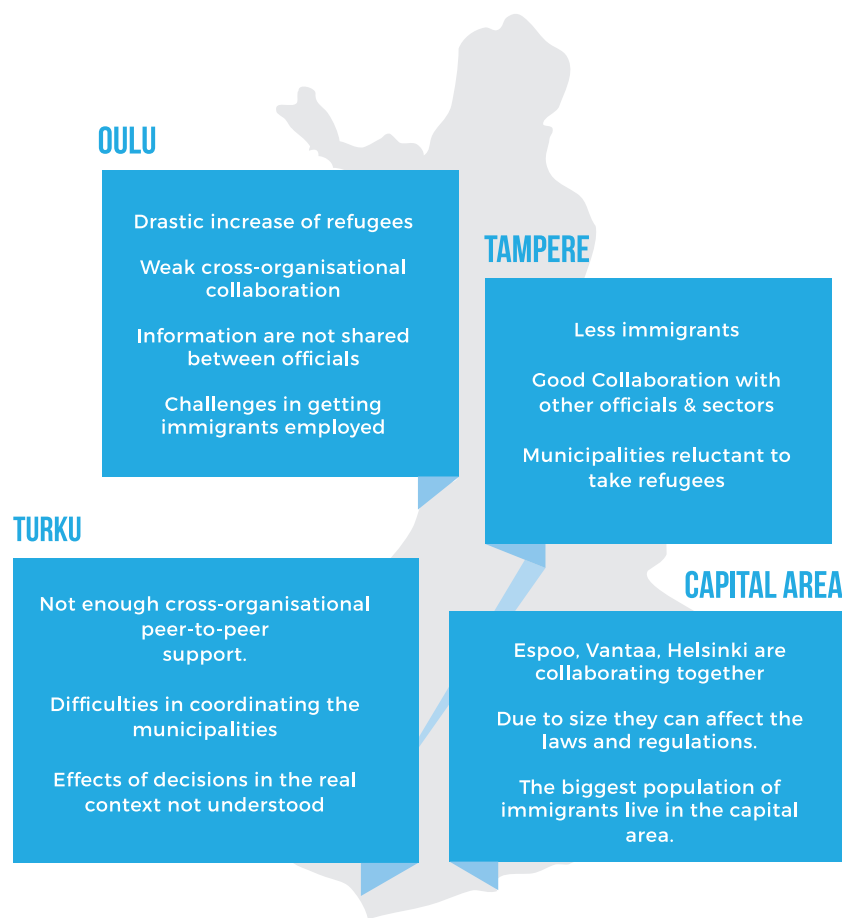 OULU
Drastic increase of refugees
Weak cross-organisational
collaboration
Information are not shared
between officials
Challenges in getting
immigrants employed
TAMPERE
Less immigrants
Good Collaboration with
other officials & sectors
Municipalities reluctant to
take refugees
TURKU
Not enough cross-organisational
peer-to-peer
support.
Difficulties in coordinating the
municipalities
Effects of decisions in the real
context not understood
CAPITAL AREA
Espoo, Vantaa, Helsinki are
collaborating together
Due to size they can affect the
laws and regulations.
The biggest population of
immigrants live in the capital
area.